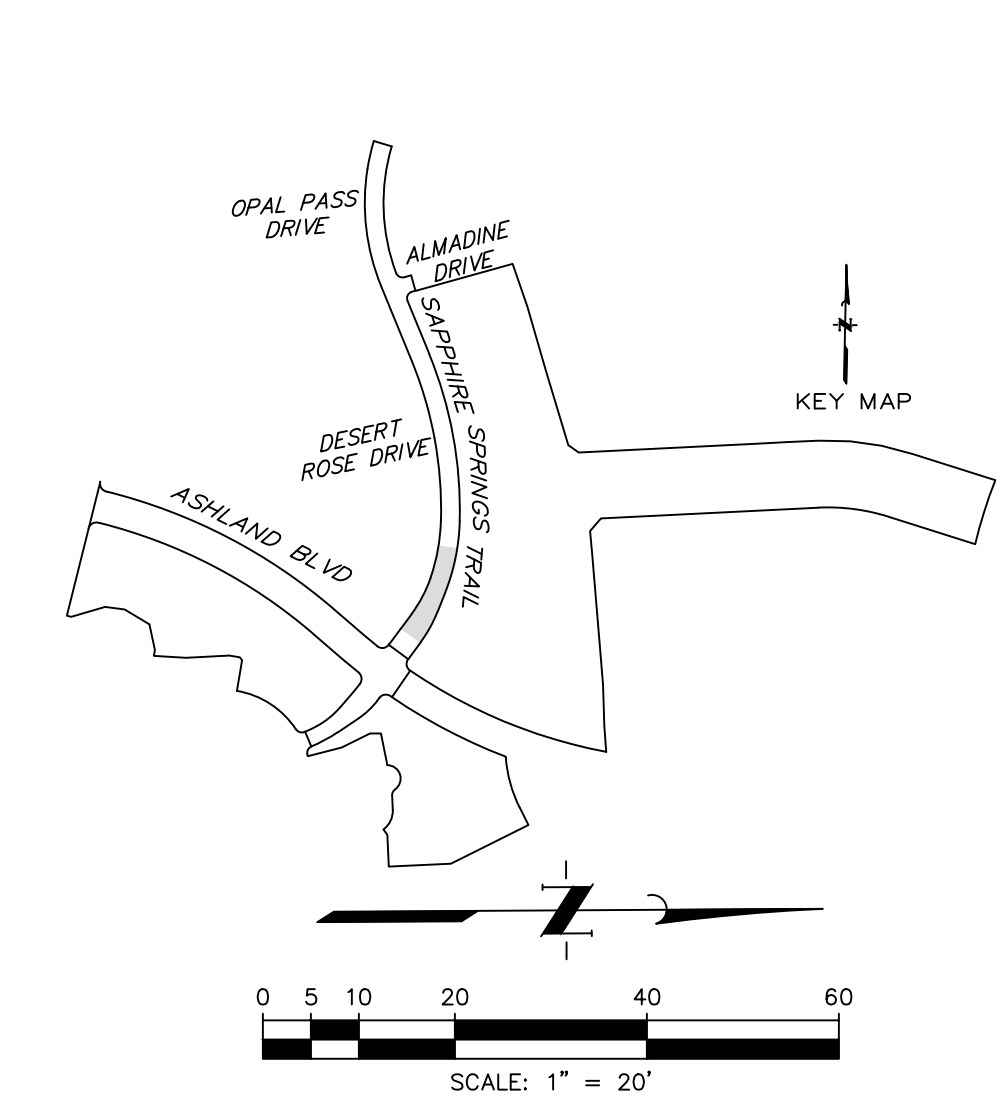 OPAL PASS
DRIVE
ALMADINE
DRIVE
SAPPHIRE SPRINGS TRAIL
N
KEY MAP
DESERT
ROSE DRIVE
ASHLAND BLVD
N
0 5 10 20 40 60
SCALE: 1" = 20'